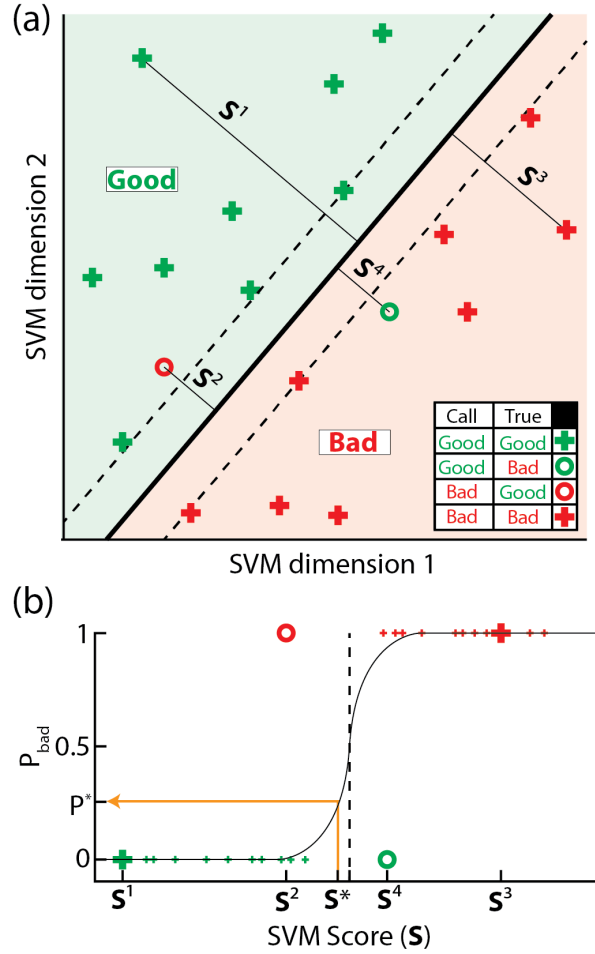 (a)
SVM dimension 2
Good
S¹
S³
S⁴
S²
Bad
Call True
Good Good
Good Bad
Bad Good
Bad Bad
SVM dimension 1
(b)
1
P_bad
0.5
P*
0
S¹ S² S* S⁴ S³
SVM Score (S)